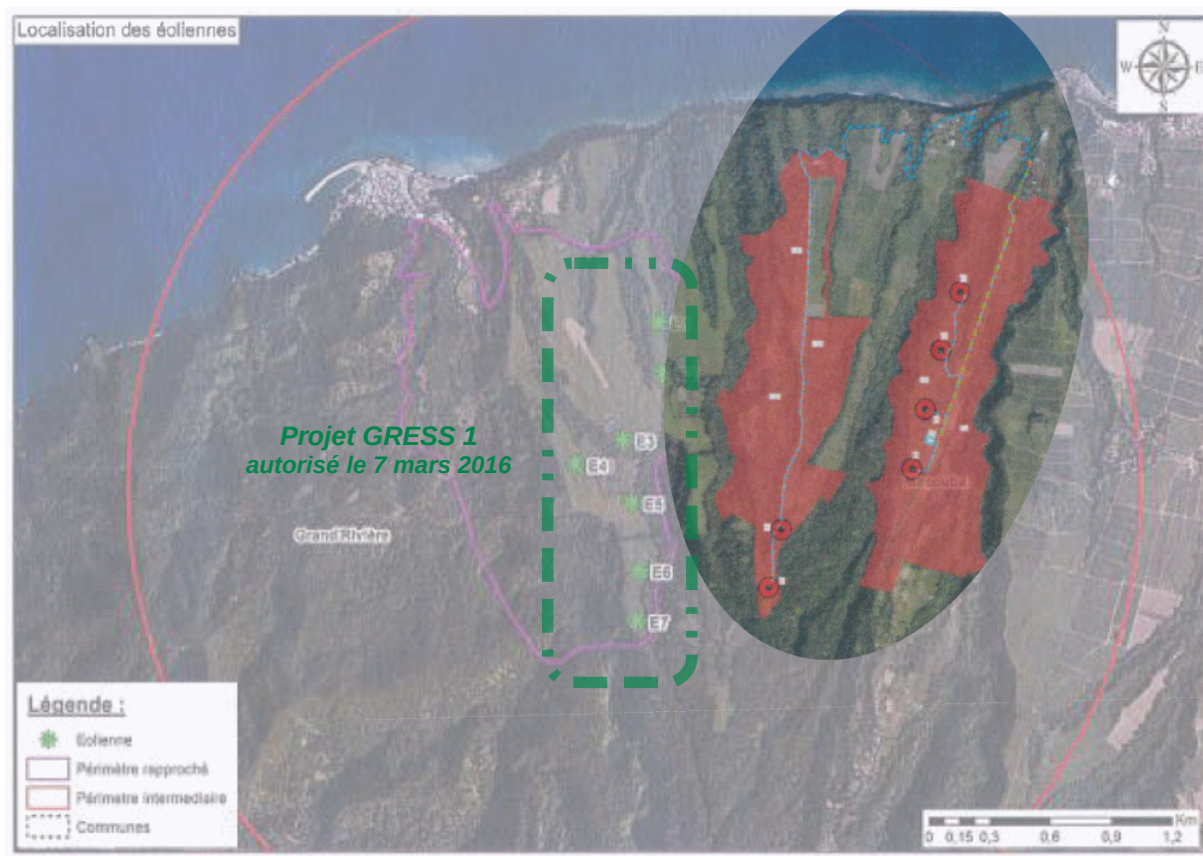 Localisation des éoliennes
N
W
E
S
Projet GRESS 1
autorisé le 7 mars 2016
E3
E4
E5
E6
E7
Grand'Rivière
Légende :
Eolienne
Périmètre rapproché
Périmètre intermediaire
Communes
Km
0 0,15 0,3 0,6 0,9 1,2